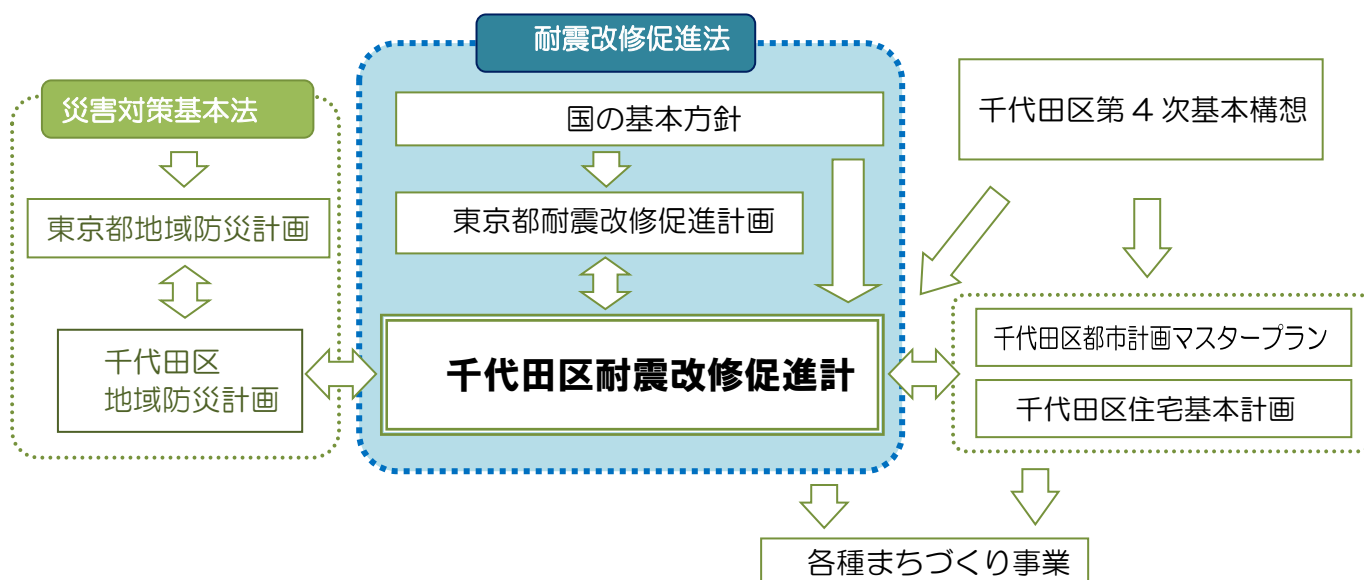 耐震改修促進法
災害対策基本法
国の基本方針
千代田区第4次基本構想
東京都地域防災計画
東京都耐震改修促進計画
千代田区
地域防災計画
千代田区耐震改修促進計
千代田区都市計画マスタープラン
千代田区住宅基本計画
各種まちづくり事業